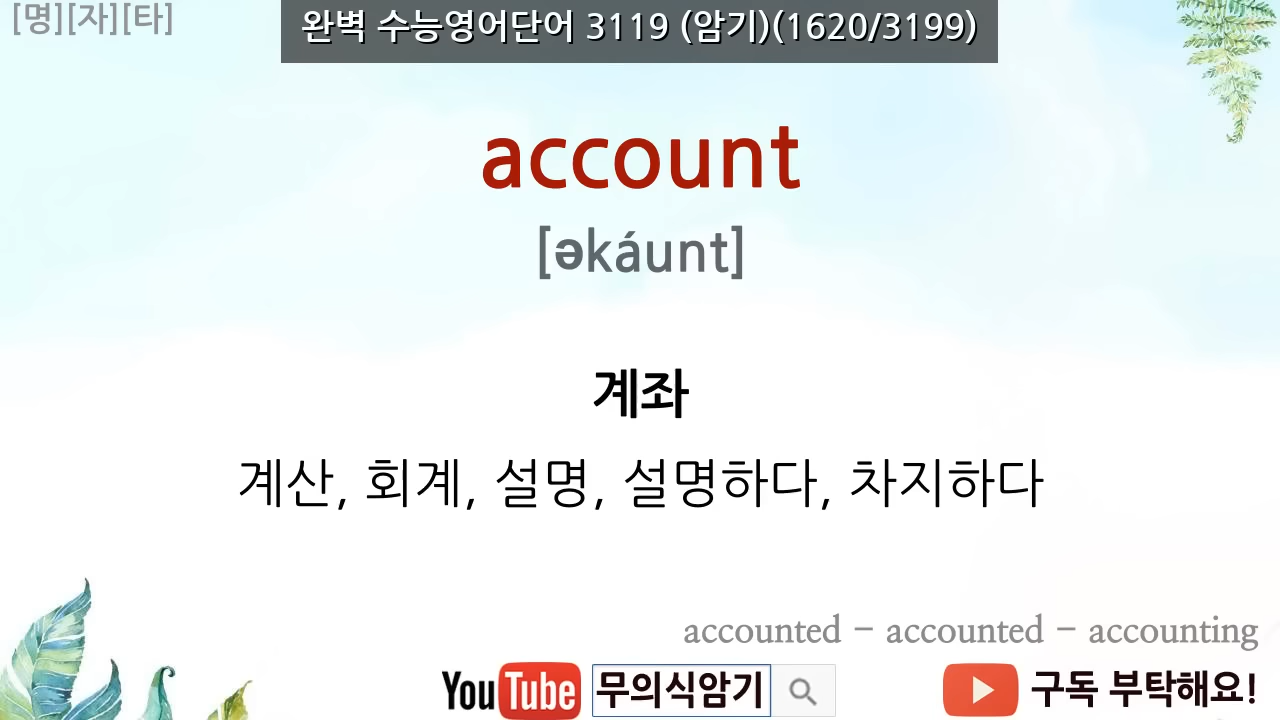 [명][자][타]
완벽 수능영어단어 3119 (암기)(1620/3199)
account
[əkáunt]
계좌
계산, 회계, 설명, 설명하다, 차지하다
accounted - accounted - accounting
YouTube 무의식암기
구독 부탁해요!